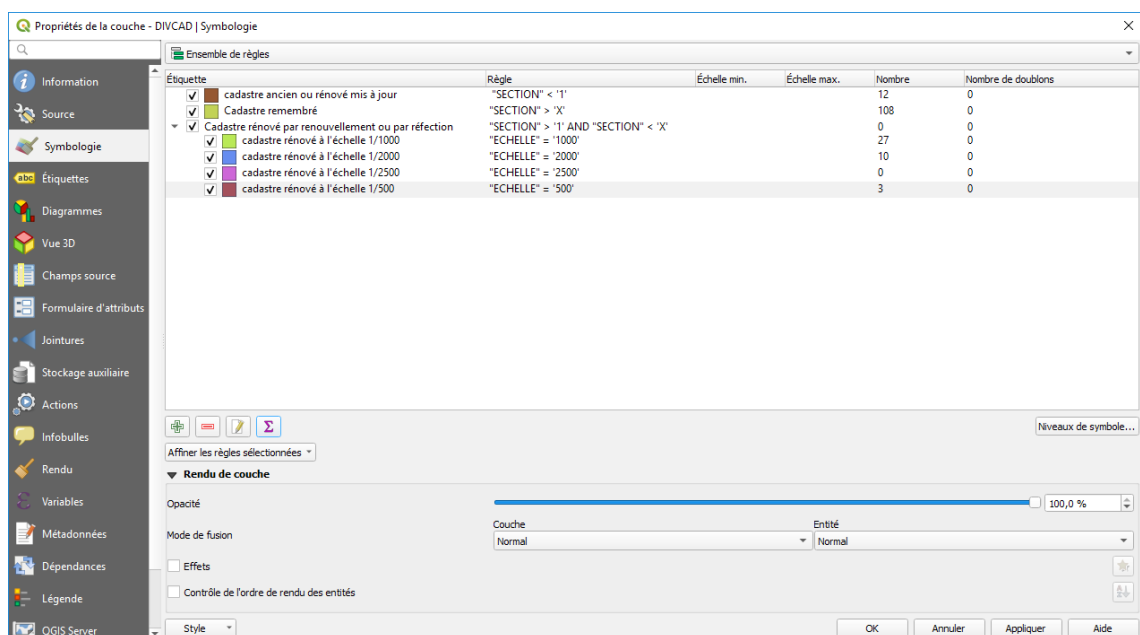 Propriétés de la couche - DIVCAD | Symbologie
Ensemble de règles
Information
Source
Symbologie
abc Étiquettes
Diagrammes
Vue 3D
Champs source
Formulaire d'attributs
Jointures
Stockage auxiliaire
Actions
Infobulles
Rendu
Variables
Métadonnées
Dépendances
Légende
QGIS Server
Étiquette Règle Échelle min. Échelle max. Nombre Nombre de doublons
cadastre ancien ou rénové mis à jour "SECTION" < '1' 12 0
Cadastre remembré "SECTION" > 'X' 108 0
Cadastre rénové par renouvellement ou par réfection "SECTION" > '1' AND "SECTION" < 'X' 0 0
cadastre rénové à l'échelle 1/1000 "ECHELLE" = '1000' 27 0
cadastre rénové à l'échelle 1/2000 "ECHELLE" = '2000' 10 0
cadastre rénové à l'échelle 1/2500 "ECHELLE" = '2500' 0 0
cadastre rénové à l'échelle 1/500 "ECHELLE" = '500' 3 0
Σ
Niveaux de symbole...
Affiner les règles sélectionnées
Rendu de couche
Opacité 100,0 %
Mode de fusion
Couche Entité
Normal Normal
Effets
Contrôle de l'ordre de rendu des entités
Style OK Annuler Appliquer Aide